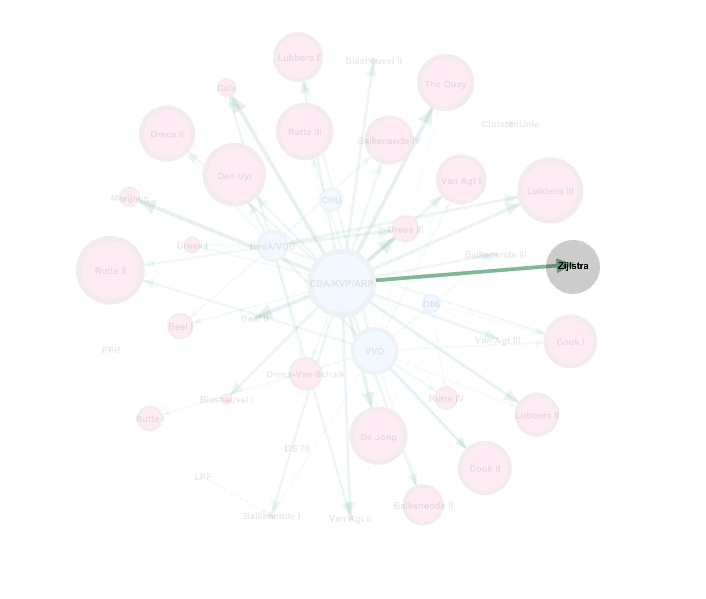 Lubbers I
Biesheuvel II
Cals
The Quay
ChristenUnie
Drees II
Rutte III
Balkenende IV
Den Uyl
Van Agt I
Lubbers III
Marijnen
CHU
Drees III
Drees I
PvdA/VDB
Balkenende III
Zijlstra
Rutte II
CDA/KVP/ARP
D66
Beel I
Beel II
Van Agt III
Cook I
PPR
VVD
Drees-Van Schaik
Biesheuvel I
Rutte IV
Rutte I
Lubbers II
De Jong
DS'70
Cook II
LPF
Balkenende II
Balkenende I
Van Agt II